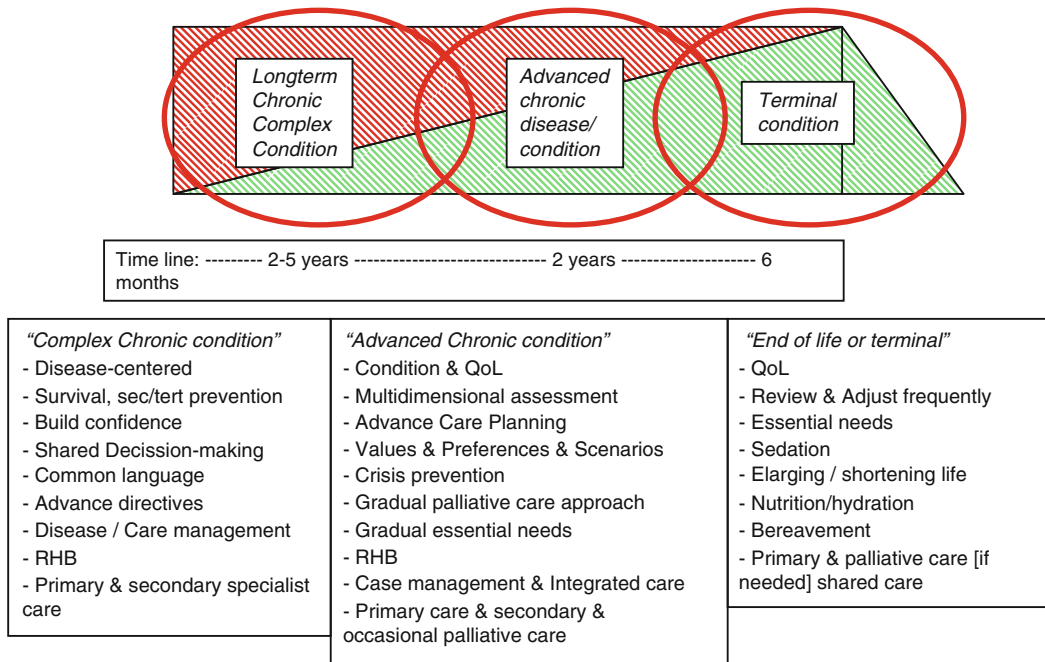 Longterm
Chronic
Complex
Condition
Advanced
chronic
disease/
condition
Terminal
condition
Time line: --------- 2-5 years ----------------------------- 2 years -------------------- 6
months
“Complex Chronic condition”
- Disease-centered
- Survival, sec/tert prevention
- Build confidence
- Shared Decission-making
- Common language
- Advance directives
- Disease / Care management
- RHB
- Primary & secondary specialist
care
“Advanced Chronic condition”
- Condition & QoL
- Multidimensional assessment
- Advance Care Planning
- Values & Preferences & Scenarios
- Crisis prevention
- Gradual palliative care approach
- Gradual essential needs
- RHB
- Case management & Integrated care
- Primary care & secondary &
occasional palliative care
“End of life or terminal”
- QoL
- Review & Adjust frequently
- Essential needs
- Sedation
- Elarging / shortening life
- Nutrition/hydration
- Bereavement
- Primary & palliative care [if
needed] shared care